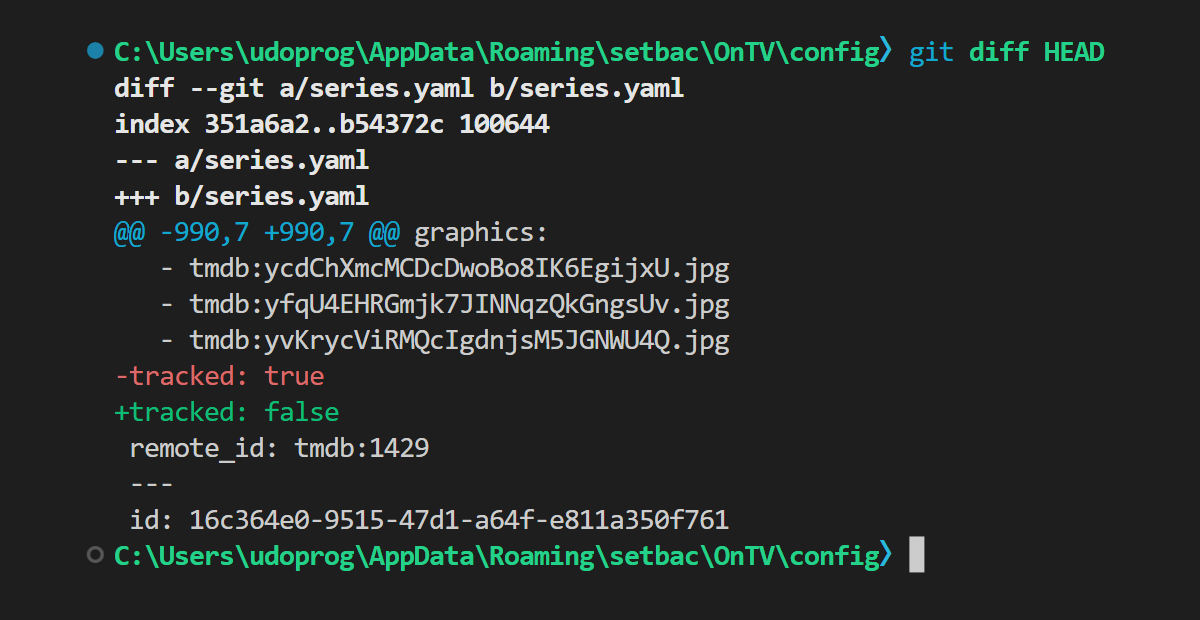 C:\Users\udoprog\AppData\Roaming\setbac\OnTV\config❯ git diff HEAD
diff --git a/series.yaml b/series.yaml
index 351a6a2..b54372c 100644
--- a/series.yaml
+++ b/series.yaml
@@ -990,7 +990,7 @@ graphics:
   - tmdb:ycdChXmcMCDcDwoBo8IK6EgijxU.jpg
   - tmdb:yfqU4EHRGmjk7JINNqzQkGngsUv.jpg
   - tmdb:yvKrycViRMQcIgdnjsM5JGNWU4Q.jpg
-tracked: true
+tracked: false
 remote_id: tmdb:1429
 ---
 id: 16c364e0-9515-47d1-a64f-e811a350f761
C:\Users\udoprog\AppData\Roaming\setbac\OnTV\config❯